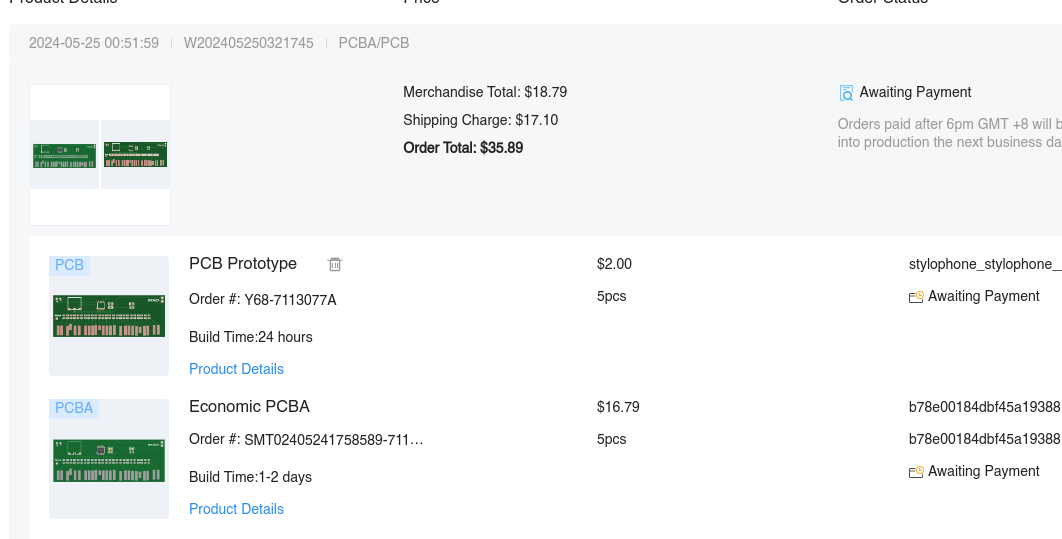 Product Details Price Order Status
2024-05-25 00:51:59 W202405250321745 PCBA/PCB
Merchandise Total: $18.79
Shipping Charge: $17.10
Order Total: $35.89
Awaiting Payment
Orders paid after 6pm GMT +8 will b
into production the next business da
PCB
PCB Prototype
Order #: Y68-7113077A
Build Time:24 hours
Product Details
$2.00
5pcs
stylophone_stylophone_
Awaiting Payment
PCBA
Economic PCBA
Order #: SMT02405241758589-711…
Build Time:1-2 days
Product Details
$16.79
5pcs
b78e00184dbf45a19388
b78e00184dbf45a19388
Awaiting Payment